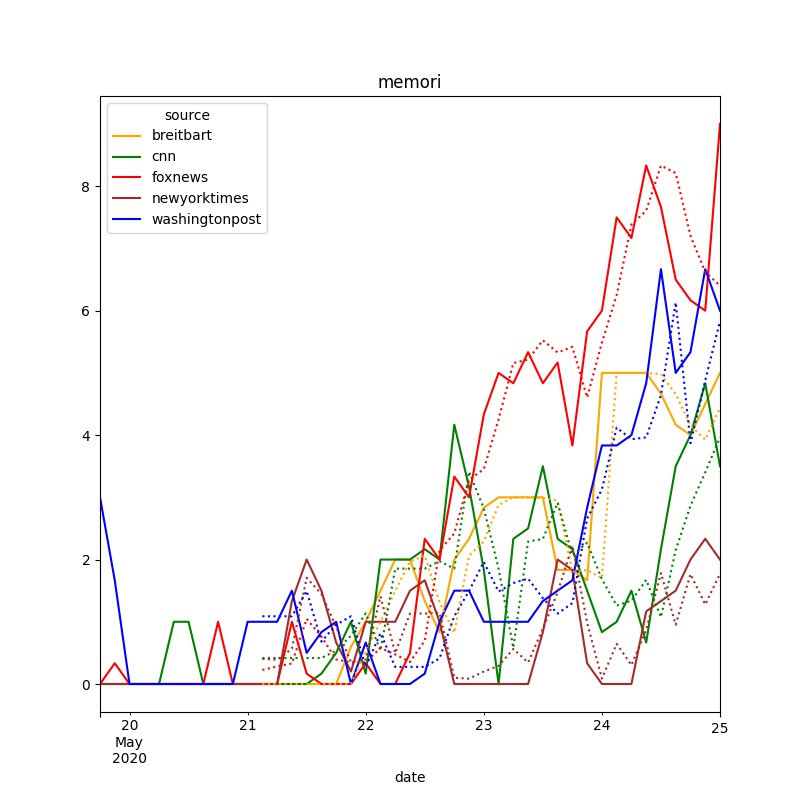 memori
source
breitbart
cnn
foxnews
newyorktimes
washingtonpost
8
6
4
2
0
20
21
22
23
24
25
May
2020
date